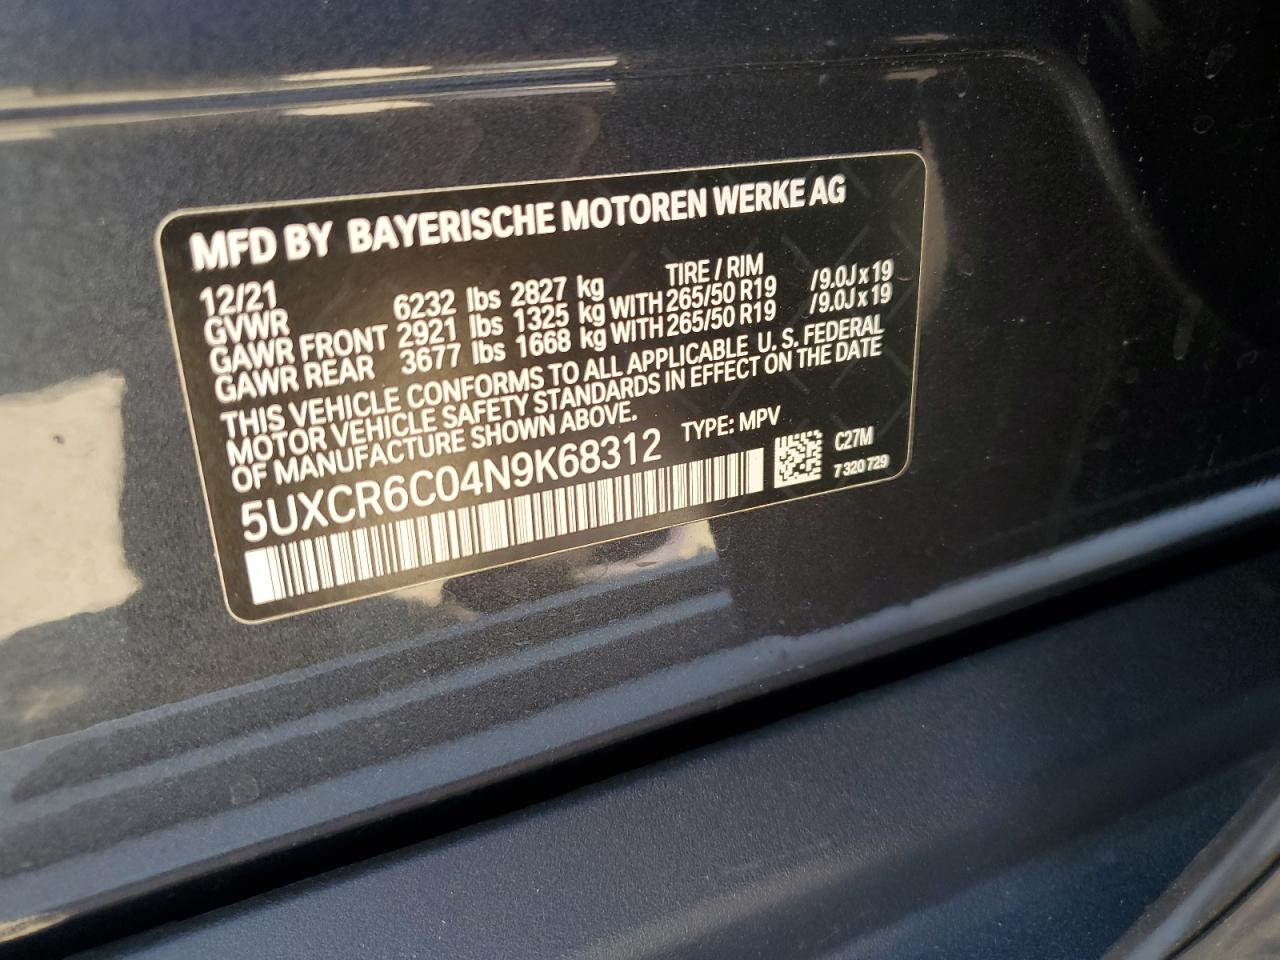 MFD BY BAYERISCHE MOTOREN WERKE AG
12/21 TIRE / RIM
GVWR 6232 lbs 2827 kg
GAWR FRONT 2921 lbs 1325 kg WITH 265/50 R19 /9.0J x 19
GAWR REAR 3677 lbs 1668 kg WITH 265/50 R19 /9.0J x 19
THIS VEHICLE CONFORMS TO ALL APPLICABLE U. S. FEDERAL
MOTOR VEHICLE SAFETY STANDARDS IN EFFECT ON THE DATE
OF MANUFACTURE SHOWN ABOVE.
5UXCR6C04N9K68312 TYPE: MPV
C27M
7 320 729